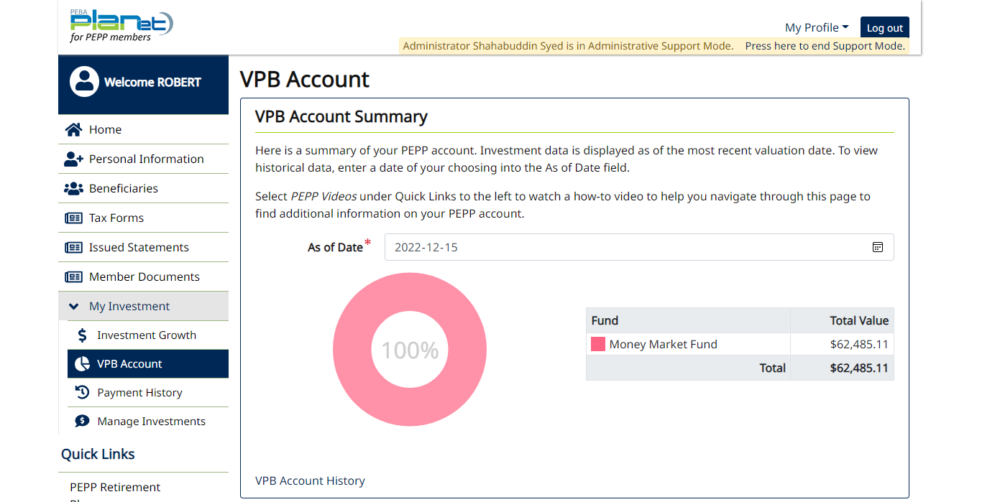 PEBA
planet
for PEPP members
My Profile
Log out
Administrator Shahabuddin Syed is in Administrative Support Mode. Press here to end Support Mode.
Welcome ROBERT
Home
Personal Information
Beneficiaries
Tax Forms
Issued Statements
Member Documents
My Investment
$ Investment Growth
VPB Account
Payment History
$ Manage Investments
Quick Links
PEPP Retirement
VPB Account
VPB Account Summary
Here is a summary of your PEPP account. Investment data is displayed as of the most recent valuation date. To view
historical data, enter a date of your choosing into the As of Date field.
Select PEPP Videos under Quick Links to the left to watch a how-to video to help you navigate through this page to
find additional information on your PEPP account.
As of Date* 2022-12-15
100%
Fund Total Value
Money Market Fund $62,485.11
Total $62,485.11
VPB Account History